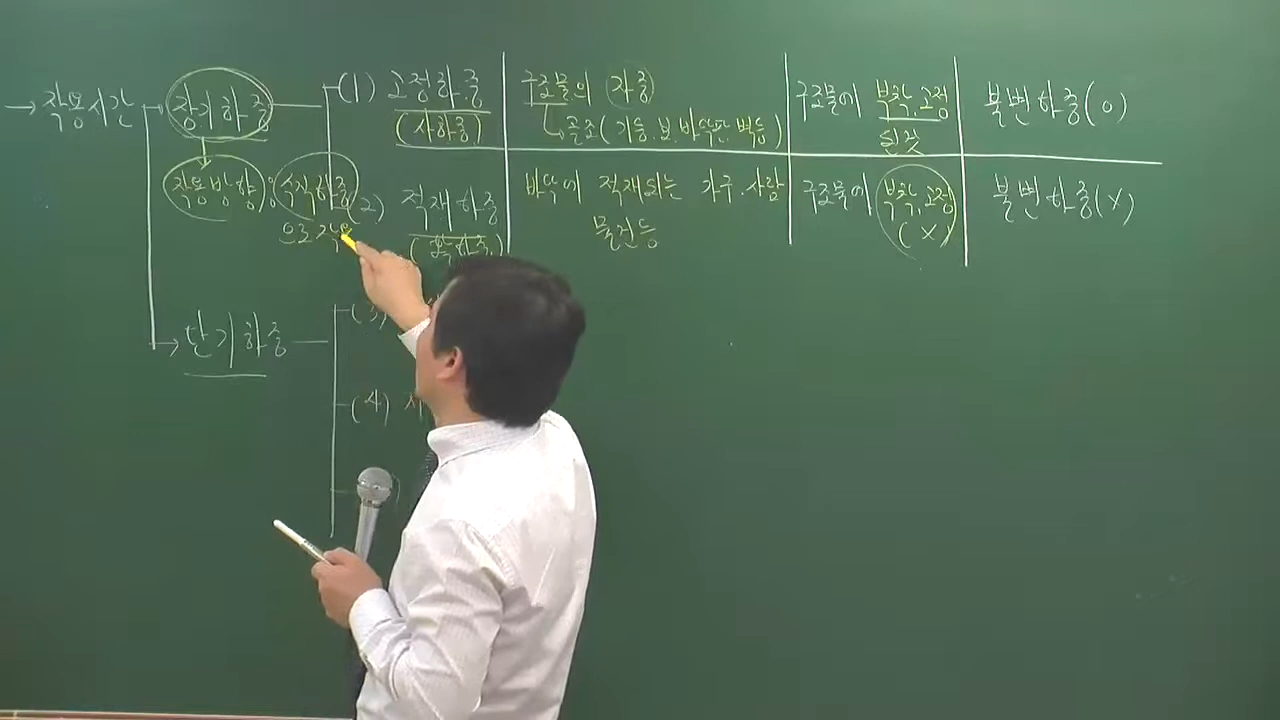 → 작용시간
장기하중
작용방향 : 수직하중
으로 작용
단기하중
(1) 고정하중
(사하중)
구조물의 자중
골조(기둥.보.바닥판.벽등)
구조물에 부착,고정
된 것
불변하중(O)
(2) 적재하중
(활하중)
바닥에 적재되는 가구.사람
물건등
구조물에 부착,고정
(X)
불변하중(X)
(3)
(4)